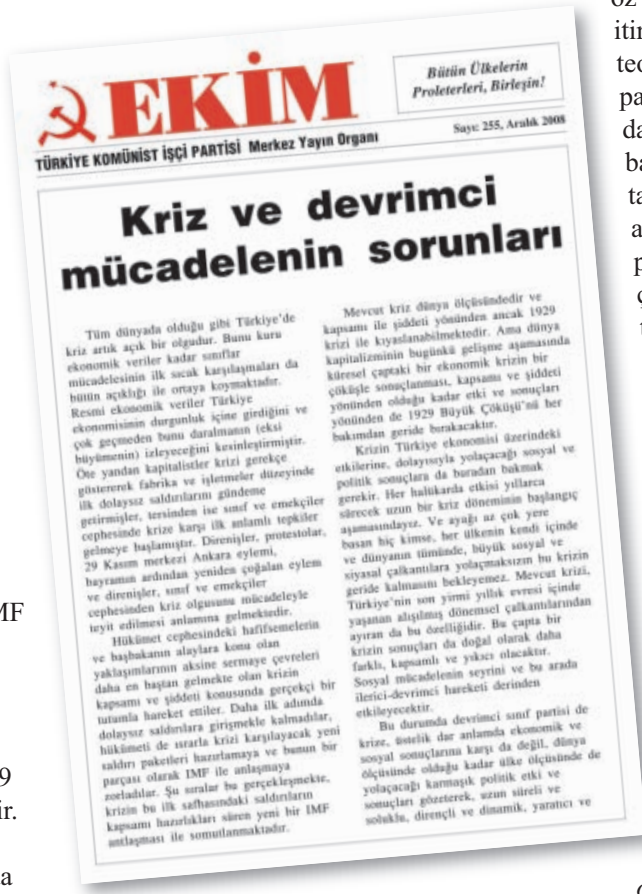 EKİM
Bütün Ülkelerin
Proleterleri, Birleşin!
TÜRKİYE KOMÜNİST İŞÇİ PARTİSİ Merkez Yayın Organı
Sayı: 255, Aralık 2008
Kriz ve devrimci
mücadelenin sorunları
Tüm dünyada olduğu gibi Türkiye'de
kriz artık açık bir olgudur. Bunu kuru
ekonomik veriler kadar sınıflar
mücadelesinin ilk sıcak karşılaşmaları da
bütün açıklığı ile ortaya koymaktadır.
Resmi ekonomik veriler Türkiye
ekonomisinin durgunluk içine girdiğini ve
çok geçmeden bunu daralmanın (eksi
büyümenin) izleyeceğini kesinleştirmiştir.
Öte yandan kapitalistler krizi gerekçe
göstererek fabrika ve işletmeler düzeyinde
ilk dolaysız saldırılarını gündeme
getirmişler, tersinden ise sınıf ve emekçiler
cephesinde krize karşı ilk anlamlı tepkiler
gelmeye başlamıştır. Direnişler, protestolar,
29 Kasım merkezi Ankara eylemi,
bayramın ardından yeniden çoğalan eylem
ve direnişler, sınıf ve emekçiler
cephesinden kriz olgusunu mücadeleyle
teyit edilmesi anlamına gelmektedir.
Hükümet cephesindeki hafifsemelerin
ve başbakanın alaylara konu olan
yaklaşımlarının aksine sermaye çevreleri
daha en baştan gelmekte olan krizin
kapsamı ve şiddeti konusunda gerçekçi bir
tutumla hareket ettiler. Daha ilk adımda
dolaysız saldırılara girişmekle kalmadılar,
hükümeti de ısrarla krizi karşılayacak yeni
saldırı paketleri hazırlamaya ve bunun bir
parçası olarak IMF ile anlaşmaya
zorladılar. Şu sıralar bu gerçekleşmekte,
krizin bu ilk safhasındaki saldırıların
kapsamı hazırlıkları süren yeni bir IMF
antlaşması ile somutlanmaktadır.
Mevcut kriz dünya ölçüsündedir ve
kapsamı ile şiddeti yönünden ancak 1929
krizi ile kıyaslanabilmektedir. Ama dünya
kapitalizminin bugünkü gelişme aşamasında
küresel çaptaki bir ekonomik krizin bir
çöküşle sonuçlanması, kapsamı ve şiddeti
yönünden olduğu kadar etki ve sonuçları
yönünden de 1929 Büyük Çöküşü'nü her
bakımdan geride bırakacaktır.
Krizin Türkiye ekonomisi üzerindeki
etkilerine, dolayısıyla yolaçacağı sosyal ve
politik sonuçlara da buradan bakmak
gerekir. Her halükarda etkisi yıllarca
sürecek uzun bir kriz döneminin başlangıç
aşamasındayız. Ve ayağı az çok yere
basan hiç kimse, her ülkenin kendi içinde
ve dünyanın tümünde, büyük sosyal ve
siyasal çalkantılara yolaçmaksızın bu krizin
geride kalmasını bekleyemez. Mevcut krizi,
Türkiye'nin son yirmi yıllık evresi içinde
yaşanan alışılmış dönemsel çalkantılarından
ayıran da bu özelliğidir. Bu çapta bir
krizin sonuçları da doğal olarak daha
farklı, kapsamlı ve yıkıcı olacaktır.
Sosyal mücadelenin seyrini ve bu arada
ilerici-devrimci hareketi derinden
etkileyecektir.
Bu durumda devrimci sınıf partisi de
krize, üstelik dar anlamda ekonomik ve
sosyal sonuçlarına karşı da değil, dünya
ölçüsünde olduğu kadar ülke ölçüsünde de
yolaçacağı karmaşık politik etki ve
sonuçları gözeterek, uzun süreli ve
soluklu, dirençli ve dinamik, yaratıcı ve